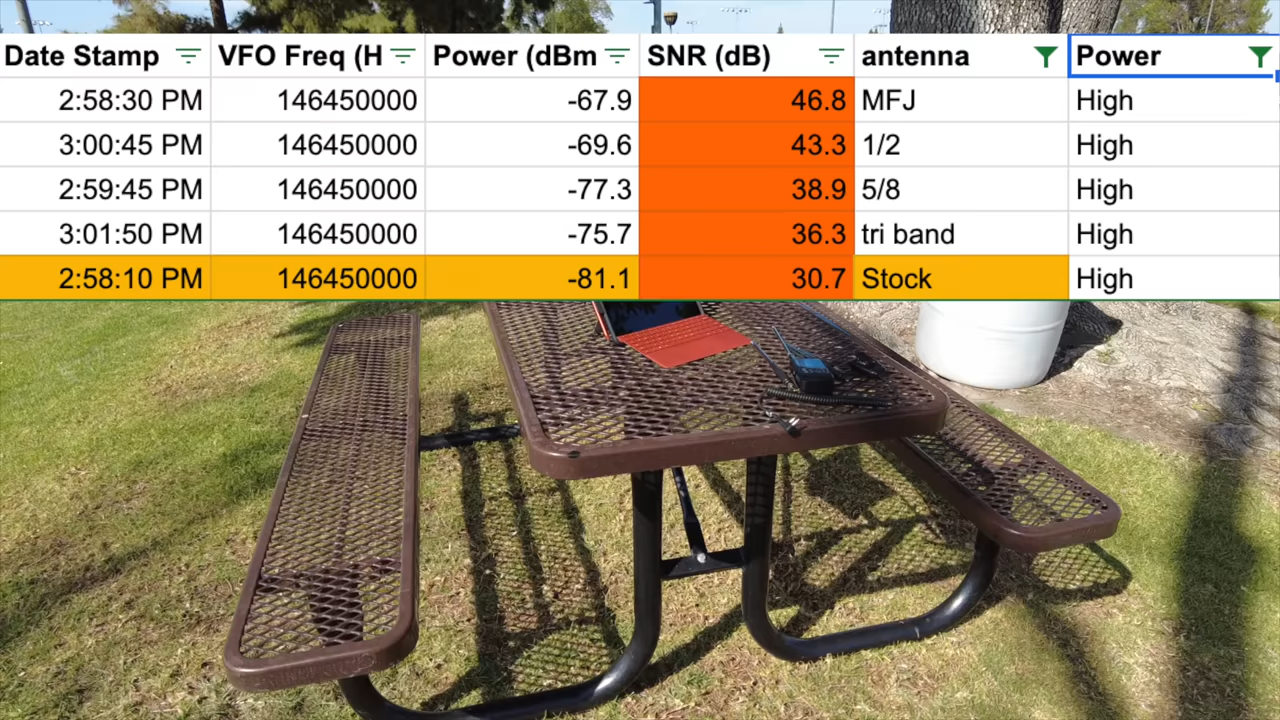 Date Stamp VFO Freq (H Power (dBm SNR (dB) antenna Power
2:58:30 PM 146450000 -67.9 46.8 MFJ High
3:00:45 PM 146450000 -69.6 43.3 1/2 High
2:59:45 PM 146450000 -77.3 38.9 5/8 High
3:01:50 PM 146450000 -75.7 36.3 tri band High
2:58:10 PM 146450000 -81.1 30.7 Stock High